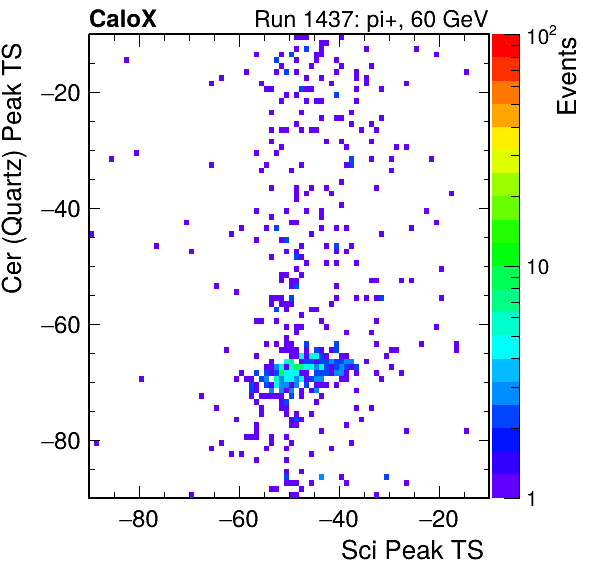 CaloX Run 1437: pi+, 60 GeV
Cer (Quartz) Peak TS
−20
−40
−60
−80
−80 −60 −40 −20
Sci Peak TS
10²
10
1
Events